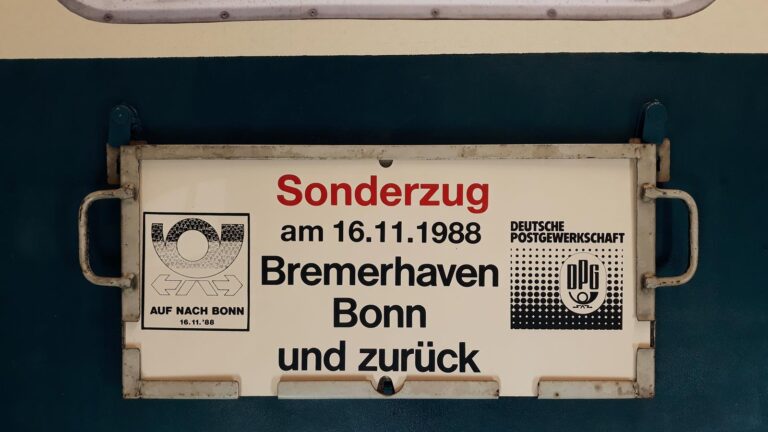 Sonderzug
am 16.11.1988
Bremerhaven
Bonn
und zurück
AUF NACH BONN
16.11.'88
DEUTSCHE
POSTGEWERKSCHAFT
DPG